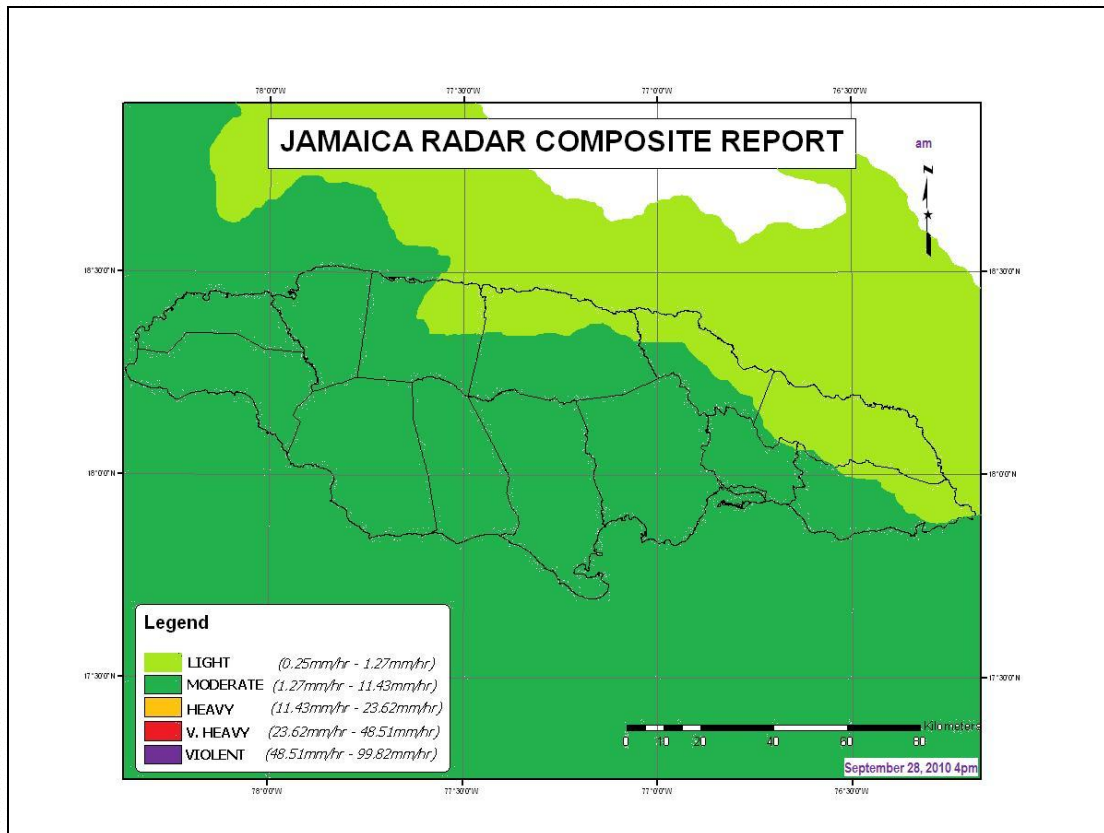 78°0'0"W 77°30'0"W 77°0'0"W 76°30'0"W
JAMAICA RADAR COMPOSITE REPORT
am
N
18°30'0"N 18°30'0"N
18°0'0"N 18°0'0"N
Legend
LIGHT (0.25mm/hr - 1.27mm/hr)
MODERATE (1.27mm/hr - 11.43mm/hr)
HEAVY (11.43mm/hr - 23.62mm/hr)
V. HEAVY (23.62mm/hr - 48.51mm/hr)
VIOLENT (48.51mm/hr - 99.82mm/hr)
17°30'0"N 17°30'0"N
Kilometers
0 10 20 40 60 80
September 28, 2010 4pm
78°0'0"W 77°30'0"W 77°0'0"W 76°30'0"W